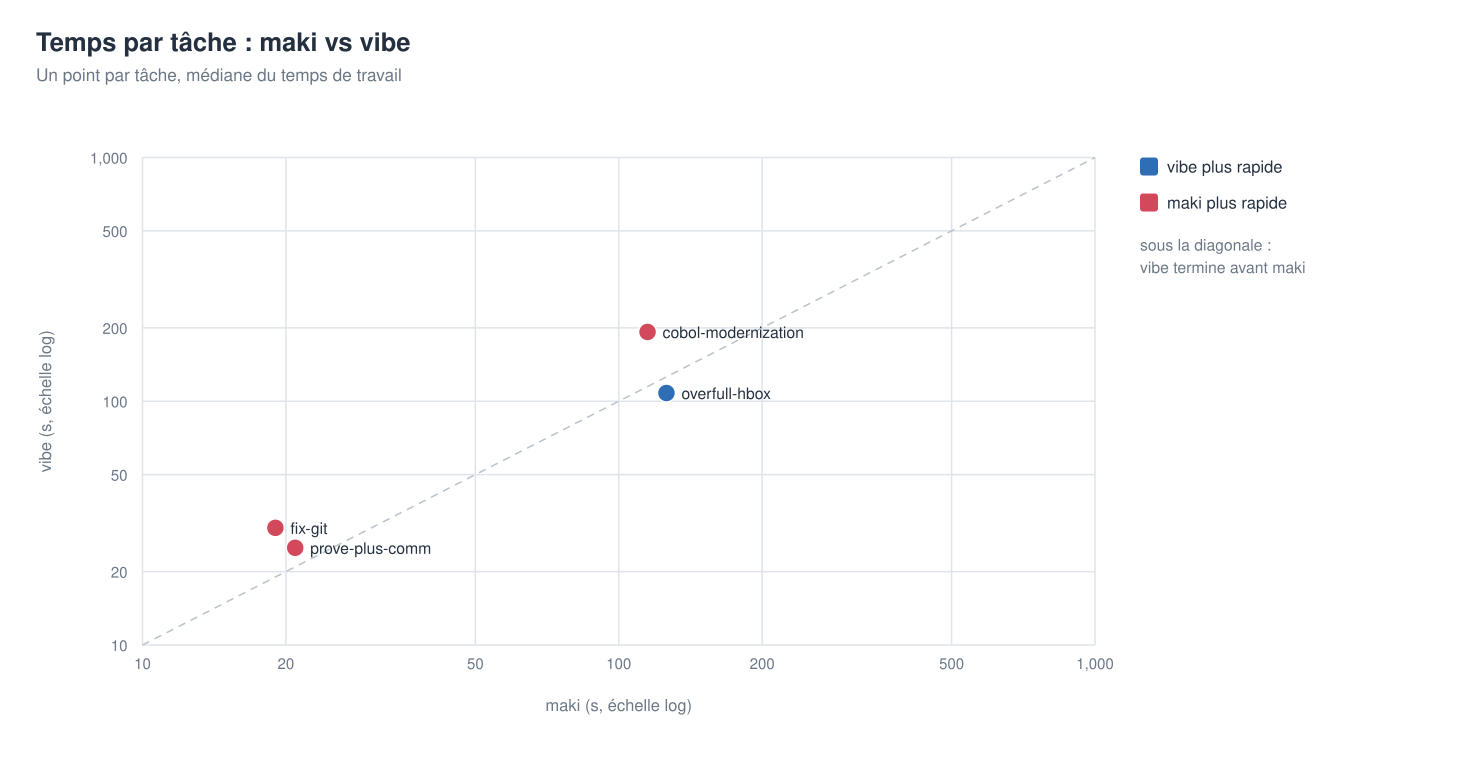 Temps par tâche : maki vs vibe
Un point par tâche, médiane du temps de travail
1,000
500
200
100
50
20
10
vibe (s, échelle log)
cobol-modernization
overfull-hbox
fix-git
prove-plus-comm
10
20
50
100
200
500
1,000
maki (s, échelle log)
vibe plus rapide
maki plus rapide
sous la diagonale :
vibe termine avant maki